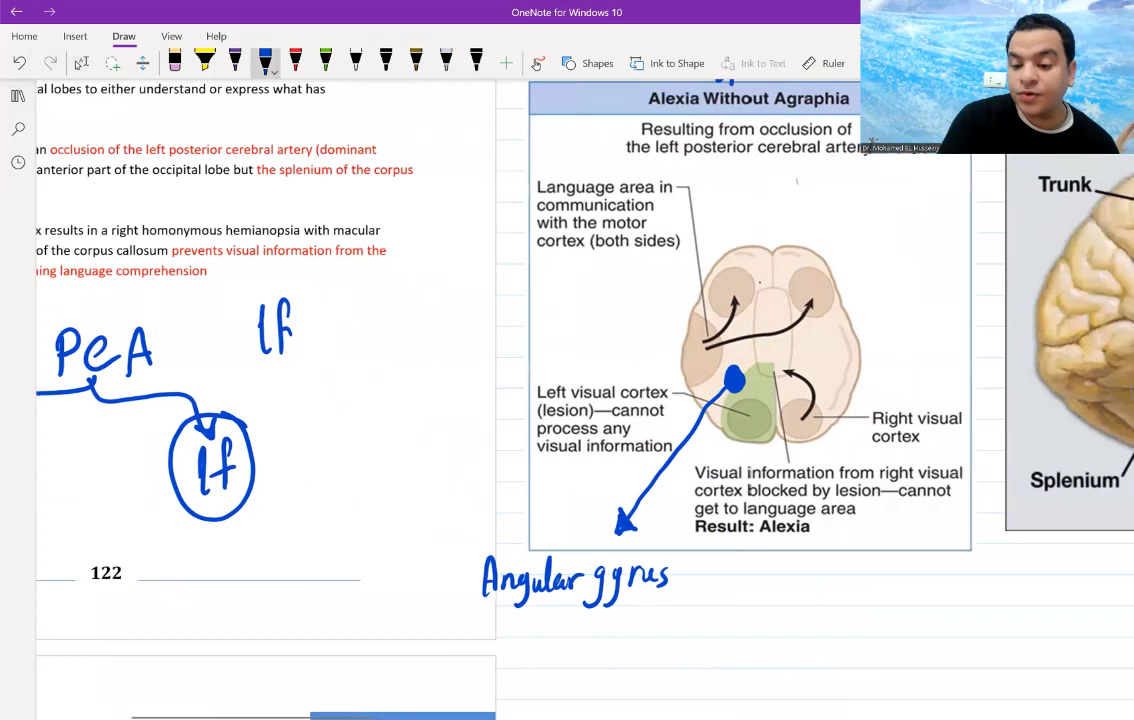 OneNote for Windows 10
Home Insert Draw View Help
Shapes
Ink to Shape
Ink to Text
Ruler
Dr. Mohamed EL Husseiny
al lobes to either understand or express what has
an occlusion of the left posterior cerebral artery (dominant
anterior part of the occipital lobe but the splenium of the corpus
x results in a right homonymous hemianopsia with macular
of the corpus callosum prevents visual information from the
ning language comprehension
PCA
lf
lf
122
Alexia Without Agraphia
Resulting from occlusion of
the left posterior cerebral artery
Language area in
communication
with the motor
cortex (both sides)
Left visual cortex
(lesion)—cannot
process any
visual information
Right visual
cortex
Visual information from right visual
cortex blocked by lesion—cannot
get to language area
Result: Alexia
Angular gyrus
Trunk
Splenium